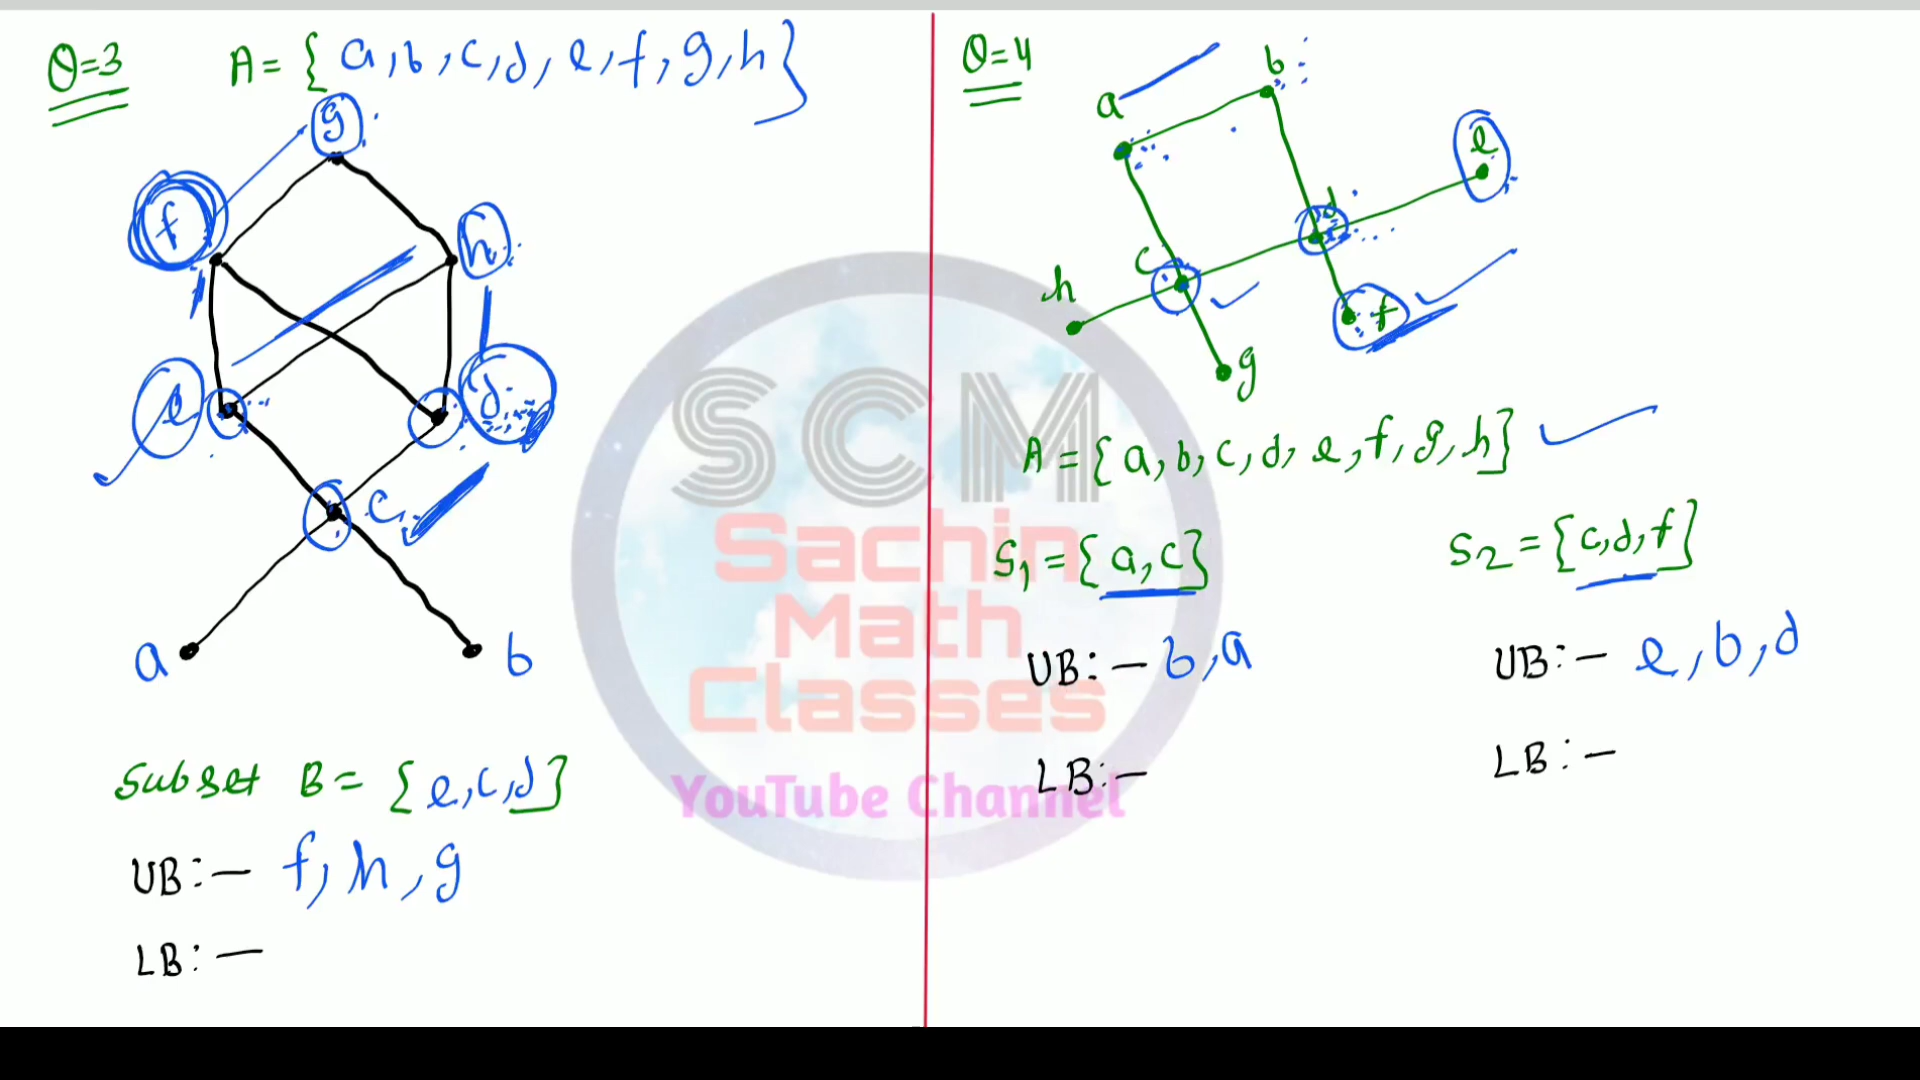 Q=3
A = {a, b, c, d, e, f, g, h}
g
f
h
e
d
c
a
b
Subset B = {e, c, d}
UB:- f, h, g
LB:-
Q=4
a
b
e
d
c
h
f
g
A = {a, b, c, d, e, f, g, h}
S1 = {a, c}
S2 = {c, d, f}
UB:- b, a
UB:- e, b, d
LB:-
LB:-
SCM
Sachin
Math
Classes
YouTube Channel